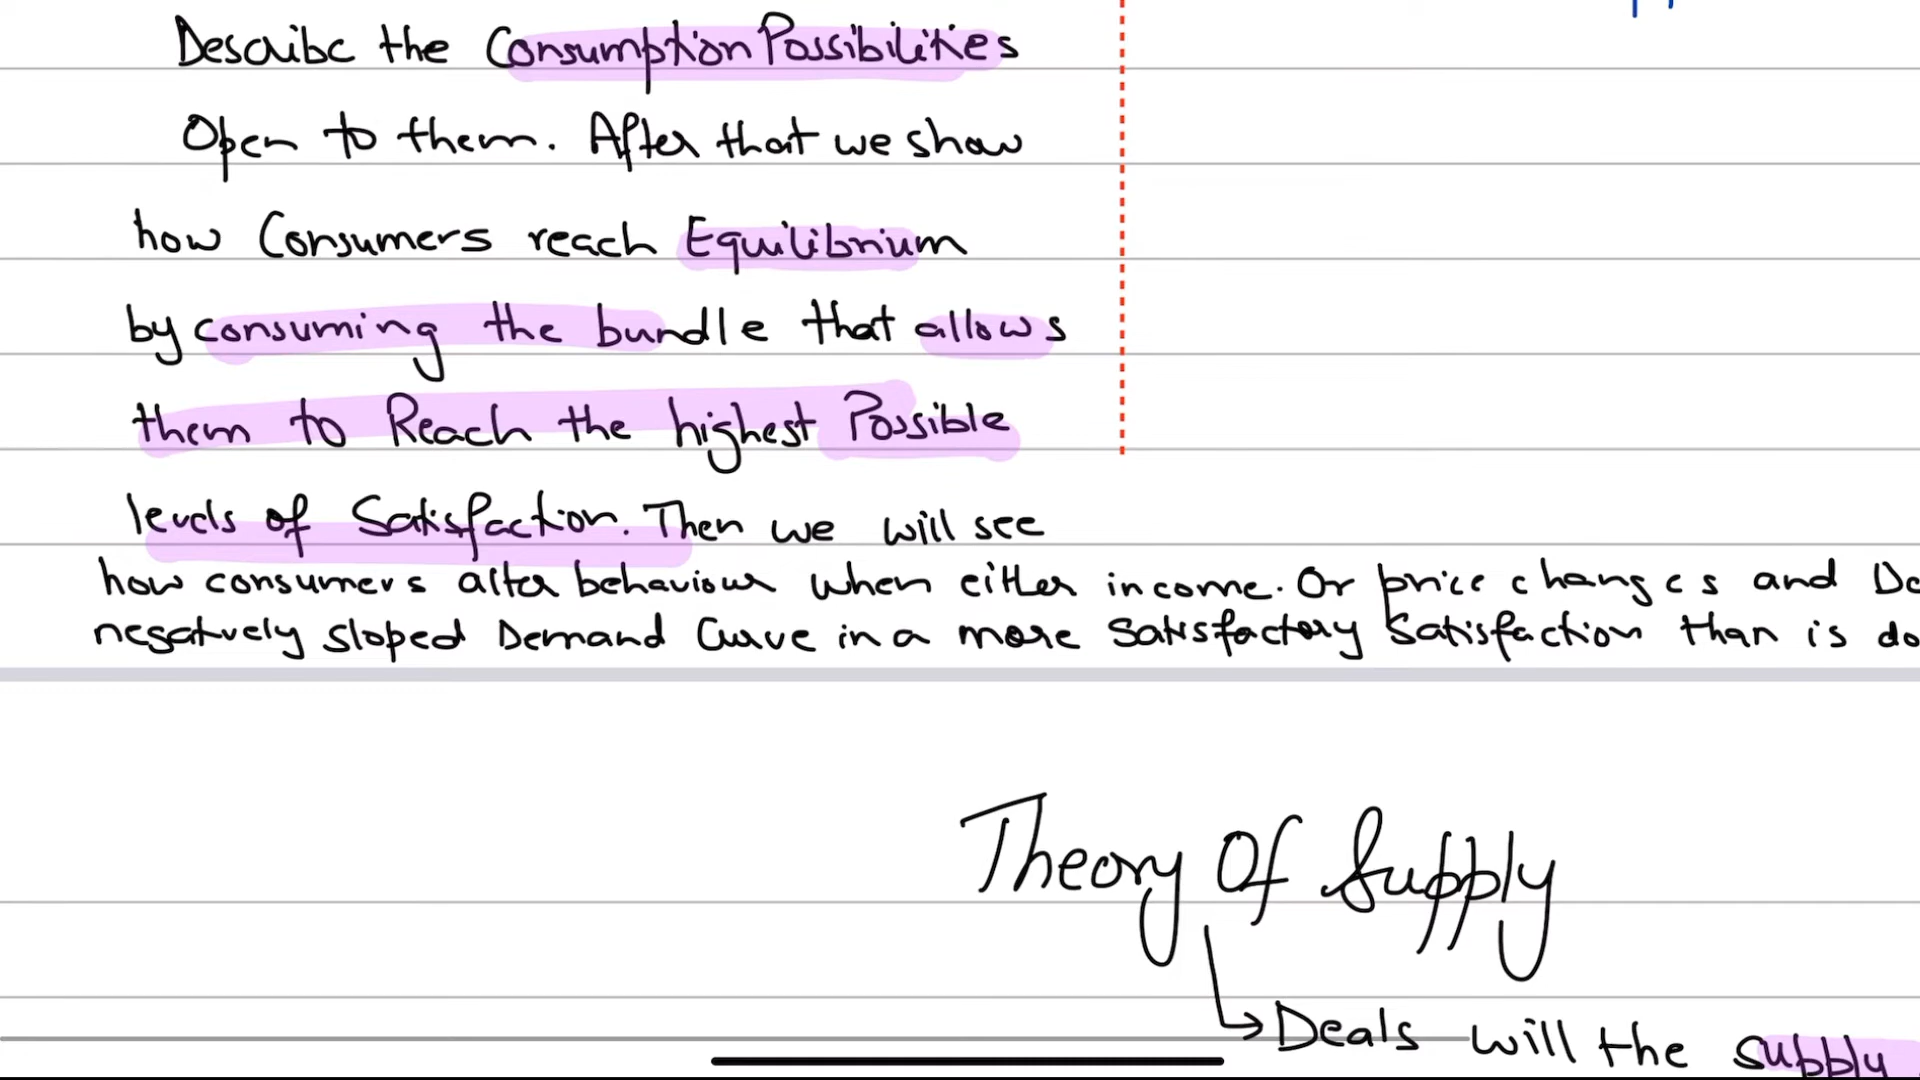 Describe the Consumption Possibilities
Open to them. After that we show
how Consumers reach Equilibrium
by consuming the bundle that allows
them to Reach the highest Possible
levels of Satisfaction. Then we will see
how consumers alter behaviour when either income. Or price changes and
negatively sloped Demand Curve in a more Satisfactory Satisfaction than is do
Theory Of Supply
Deals will the supply